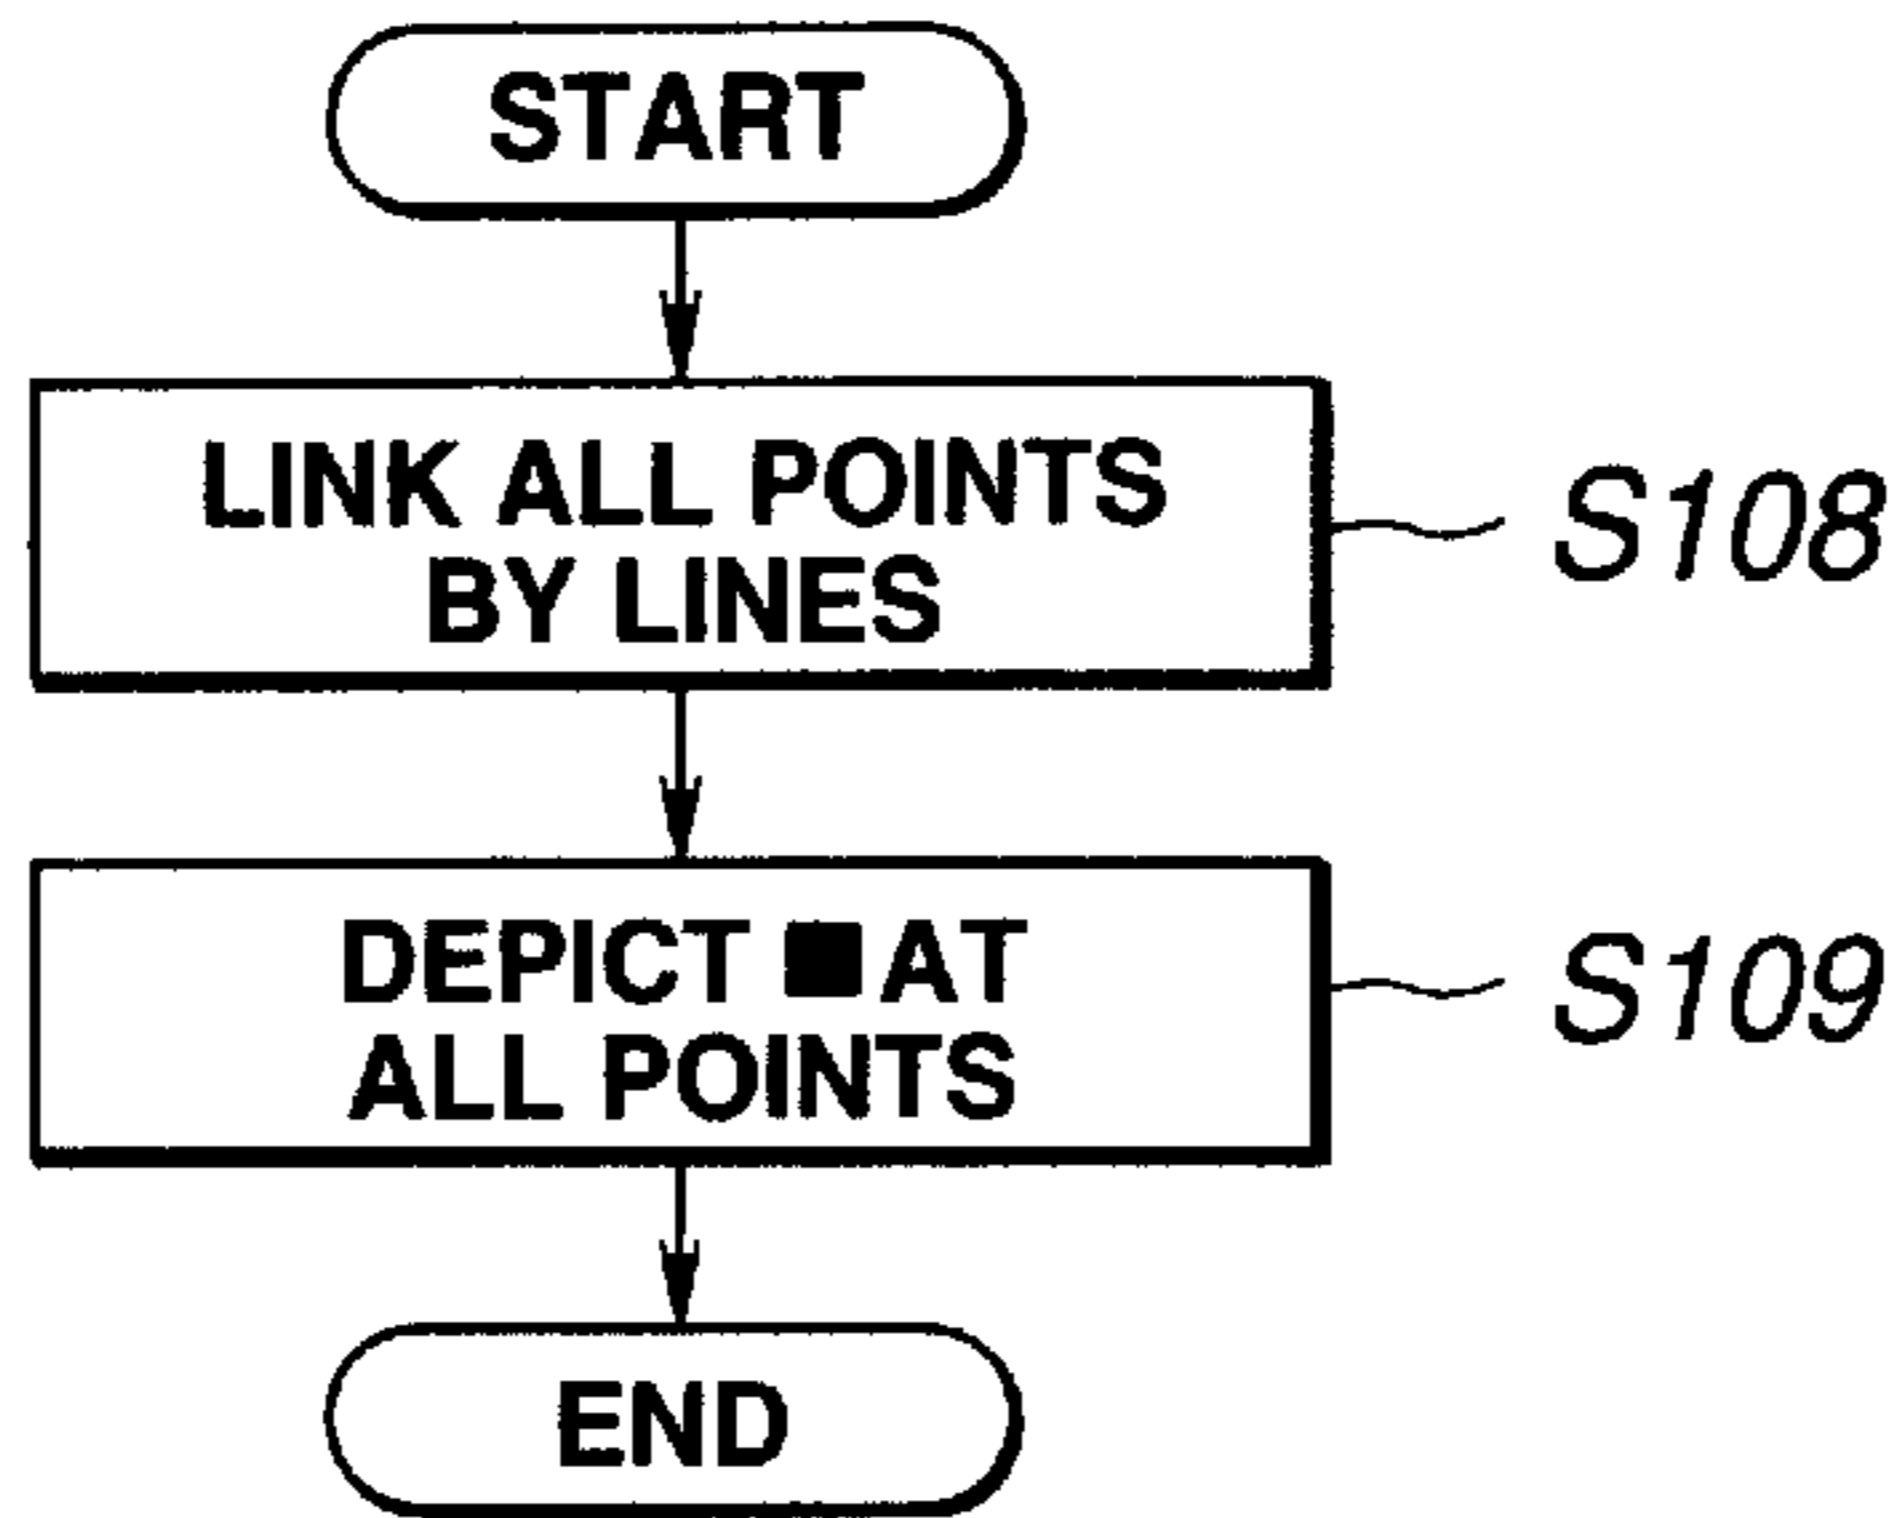 START
LINK ALL POINTS
BY LINES
S108
DEPICT ■ AT
ALL POINTS
S109
END